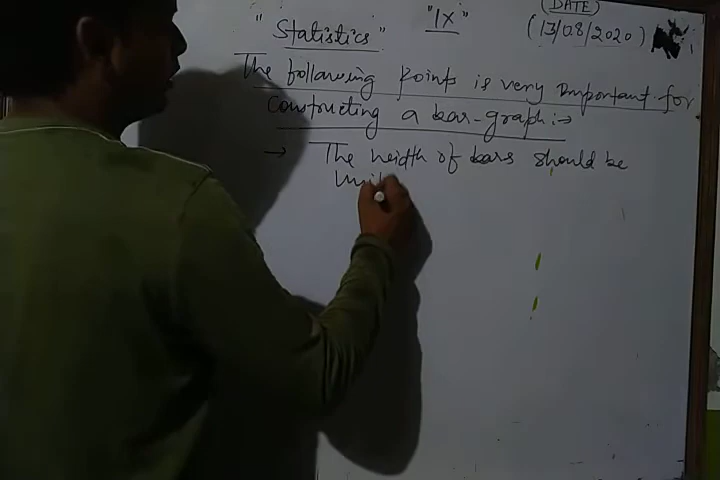 (DATE)
"Statistics" "IX" (13/08/2020)
The following Points is very Important for
Constructing a bar-graph :→
→ The width of bars should be